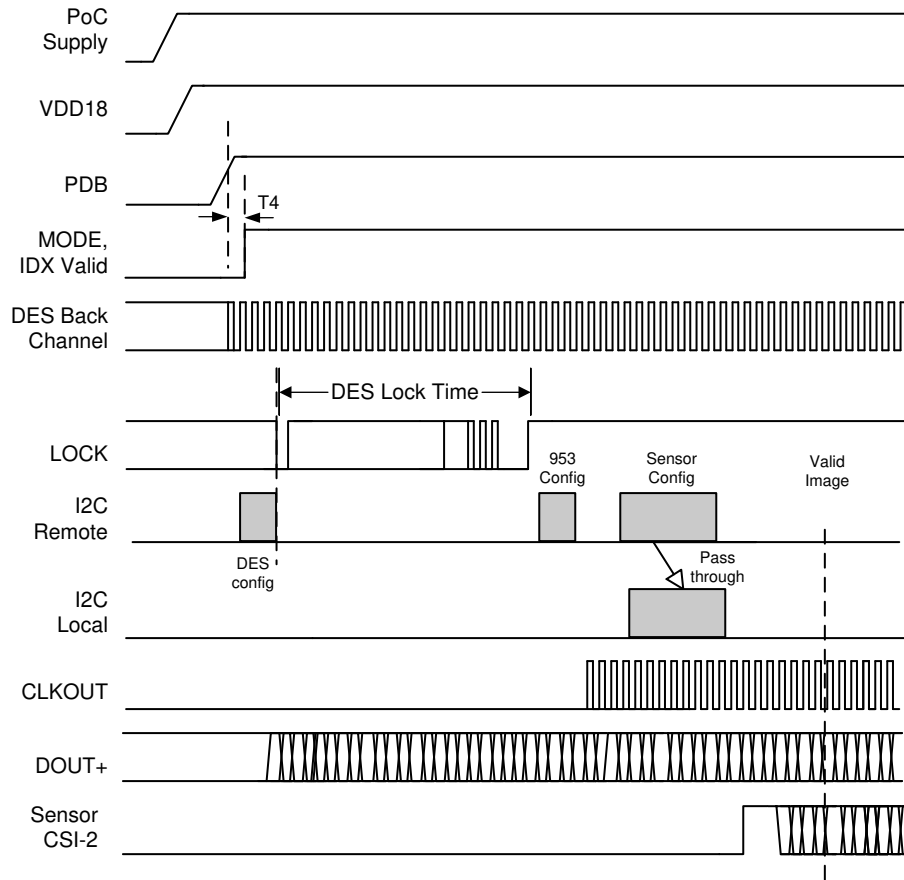 PoC
Supply
VDD18
PDB
T4
MODE,
IDX Valid
DES Back
Channel
DES Lock Time
LOCK
953
Config
Sensor
Config
Valid
Image
I2C
Remote
DES
config
Pass
through
I2C
Local
CLKOUT
DOUT+
Sensor
CSI-2